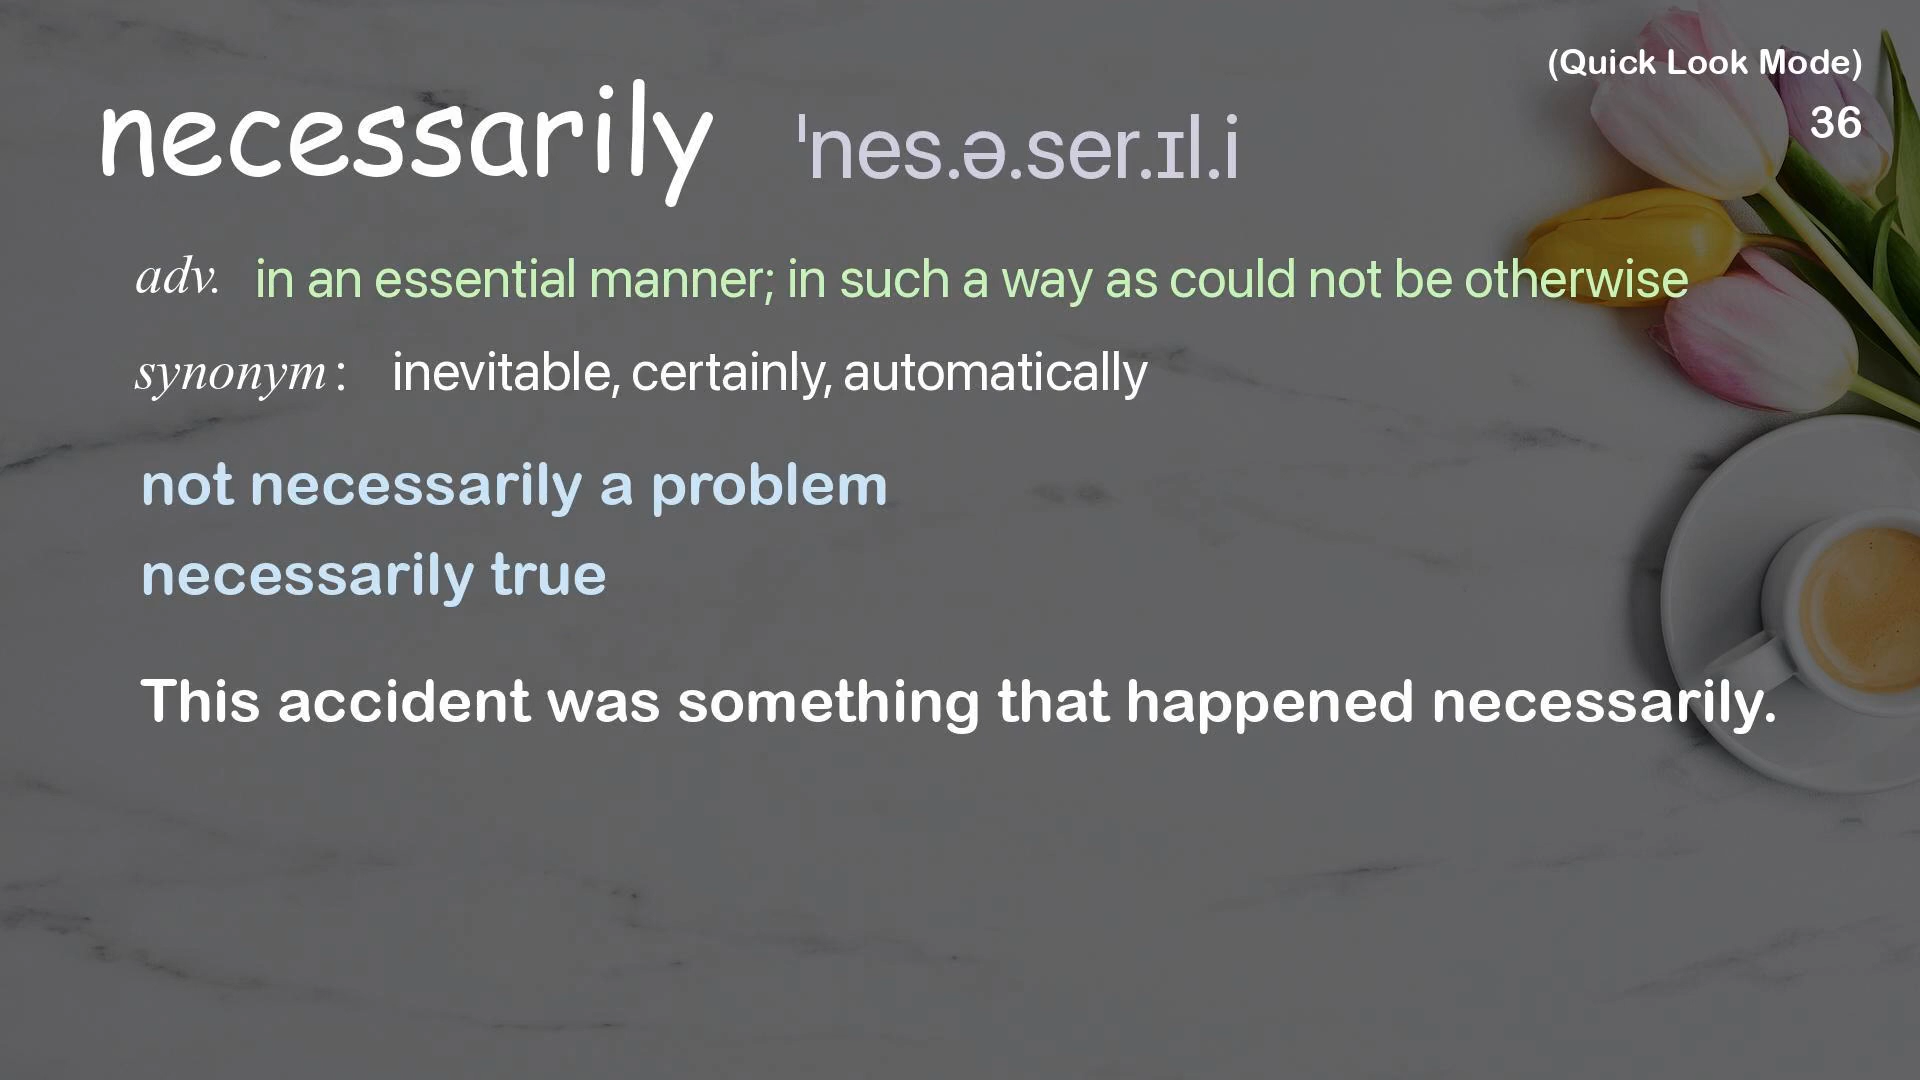 (Quick Look Mode)
36
necessarily ˈnes.ə.ser.ɪl.i
adv. in an essential manner; in such a way as could not be otherwise
synonym : inevitable, certainly, automatically
not necessarily a problem
necessarily true
This accident was something that happened necessarily.